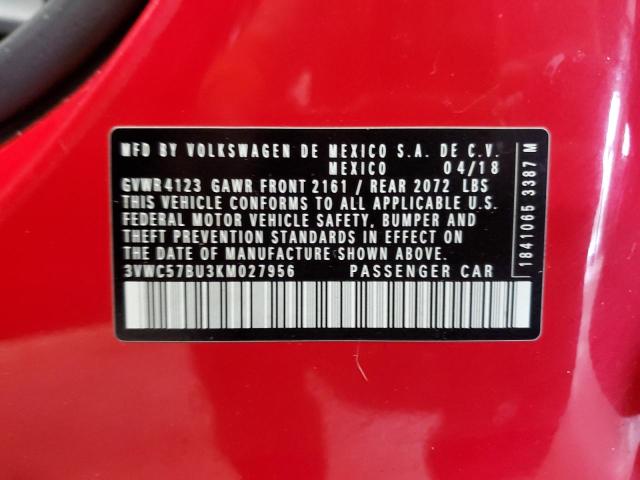 MFD BY VOLKSWAGEN DE MEXICO S.A. DE C.V.
MEXICO 04/18
GVWR4123 GAWR FRONT2161 / REAR 2072 LBS
THIS VEHICLE CONFORMS TO ALL APPLICABLE U.S.
FEDERAL MOTOR VEHICLE SAFETY, BUMPER AND
THEFT PREVENTION STANDARDS IN EFFECT ON
THE DATE OF MANUFACTURE SHOWN ABOVE.
3VWC57BU3KM027956 PASSENGER CAR
1841065 3387 M